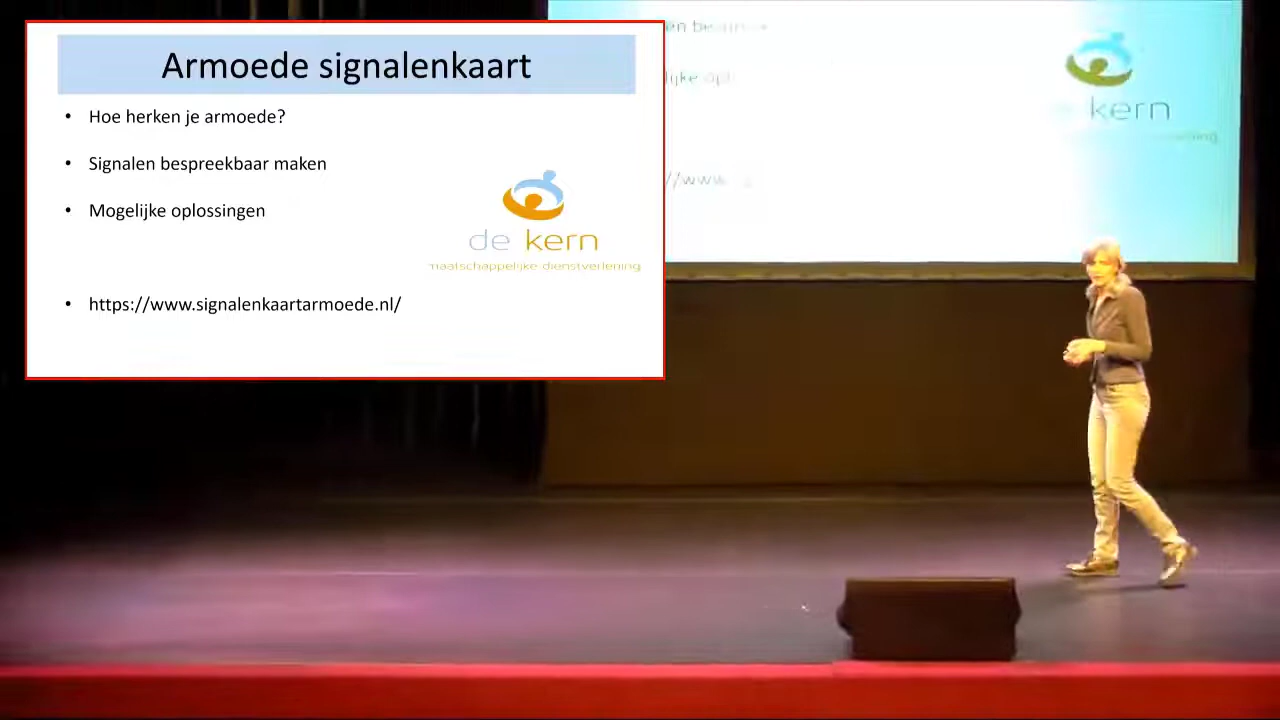 Armoede signalenkaart
• Hoe herken je armoede?
• Signalen bespreekbaar maken
• Mogelijke oplossingen
de kern
maatschappelijke dienstverlening
• https://www.signalenkaartarmoede.nl/
kern
//www.